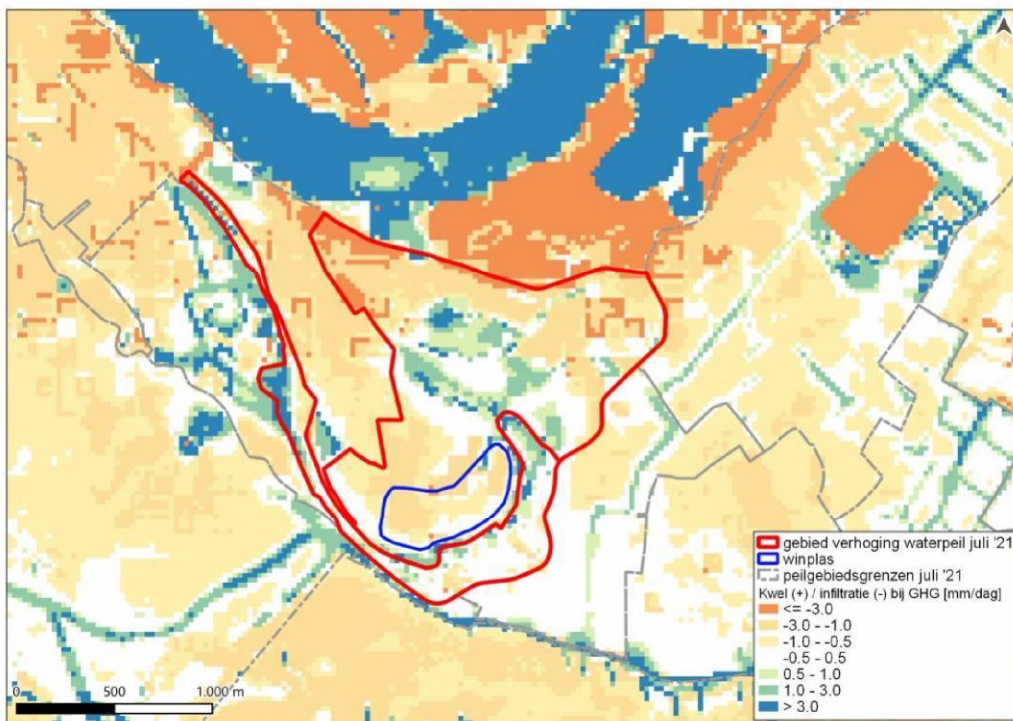 N
gebied verhoging waterpeil juli '21
winplas
peilgebiedsgrenzen juli '21
Kwel (+) / infiltratie (-) bij GHG [mm/dag]
<= -3.0
-3.0 - -1.0
-1.0 - -0.5
-0.5 - 0.5
0.5 - 1.0
1.0 - 3.0
> 3.0
0 500 1.000 m